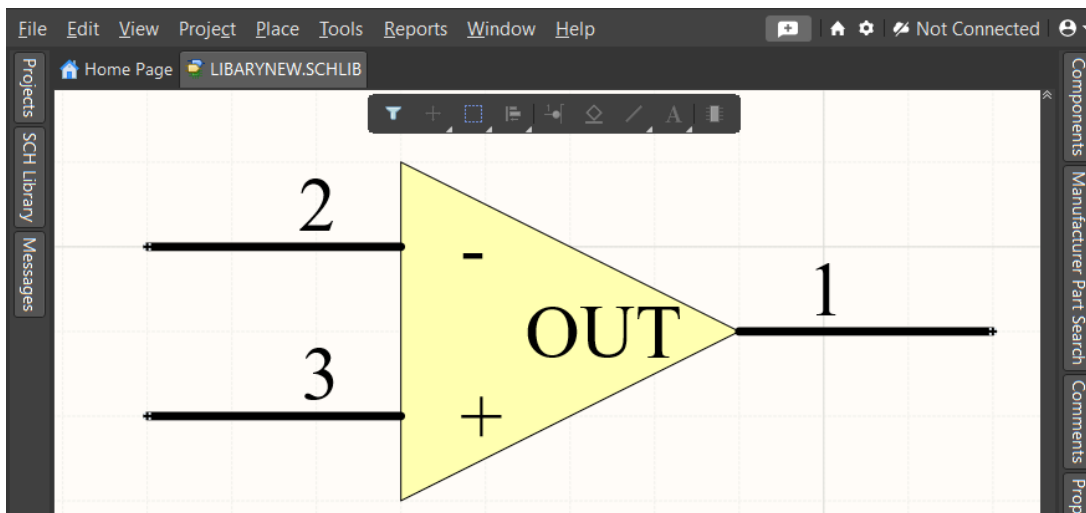 File Edit View Project Place Tools Reports Window Help Not Connected
Home Page LIBARYNEW.SCHLIB
Projects
SCH Library
Messages
A
2
-
OUT
1
3
+
Components
Manufacturer Part Search
Comments
Prop